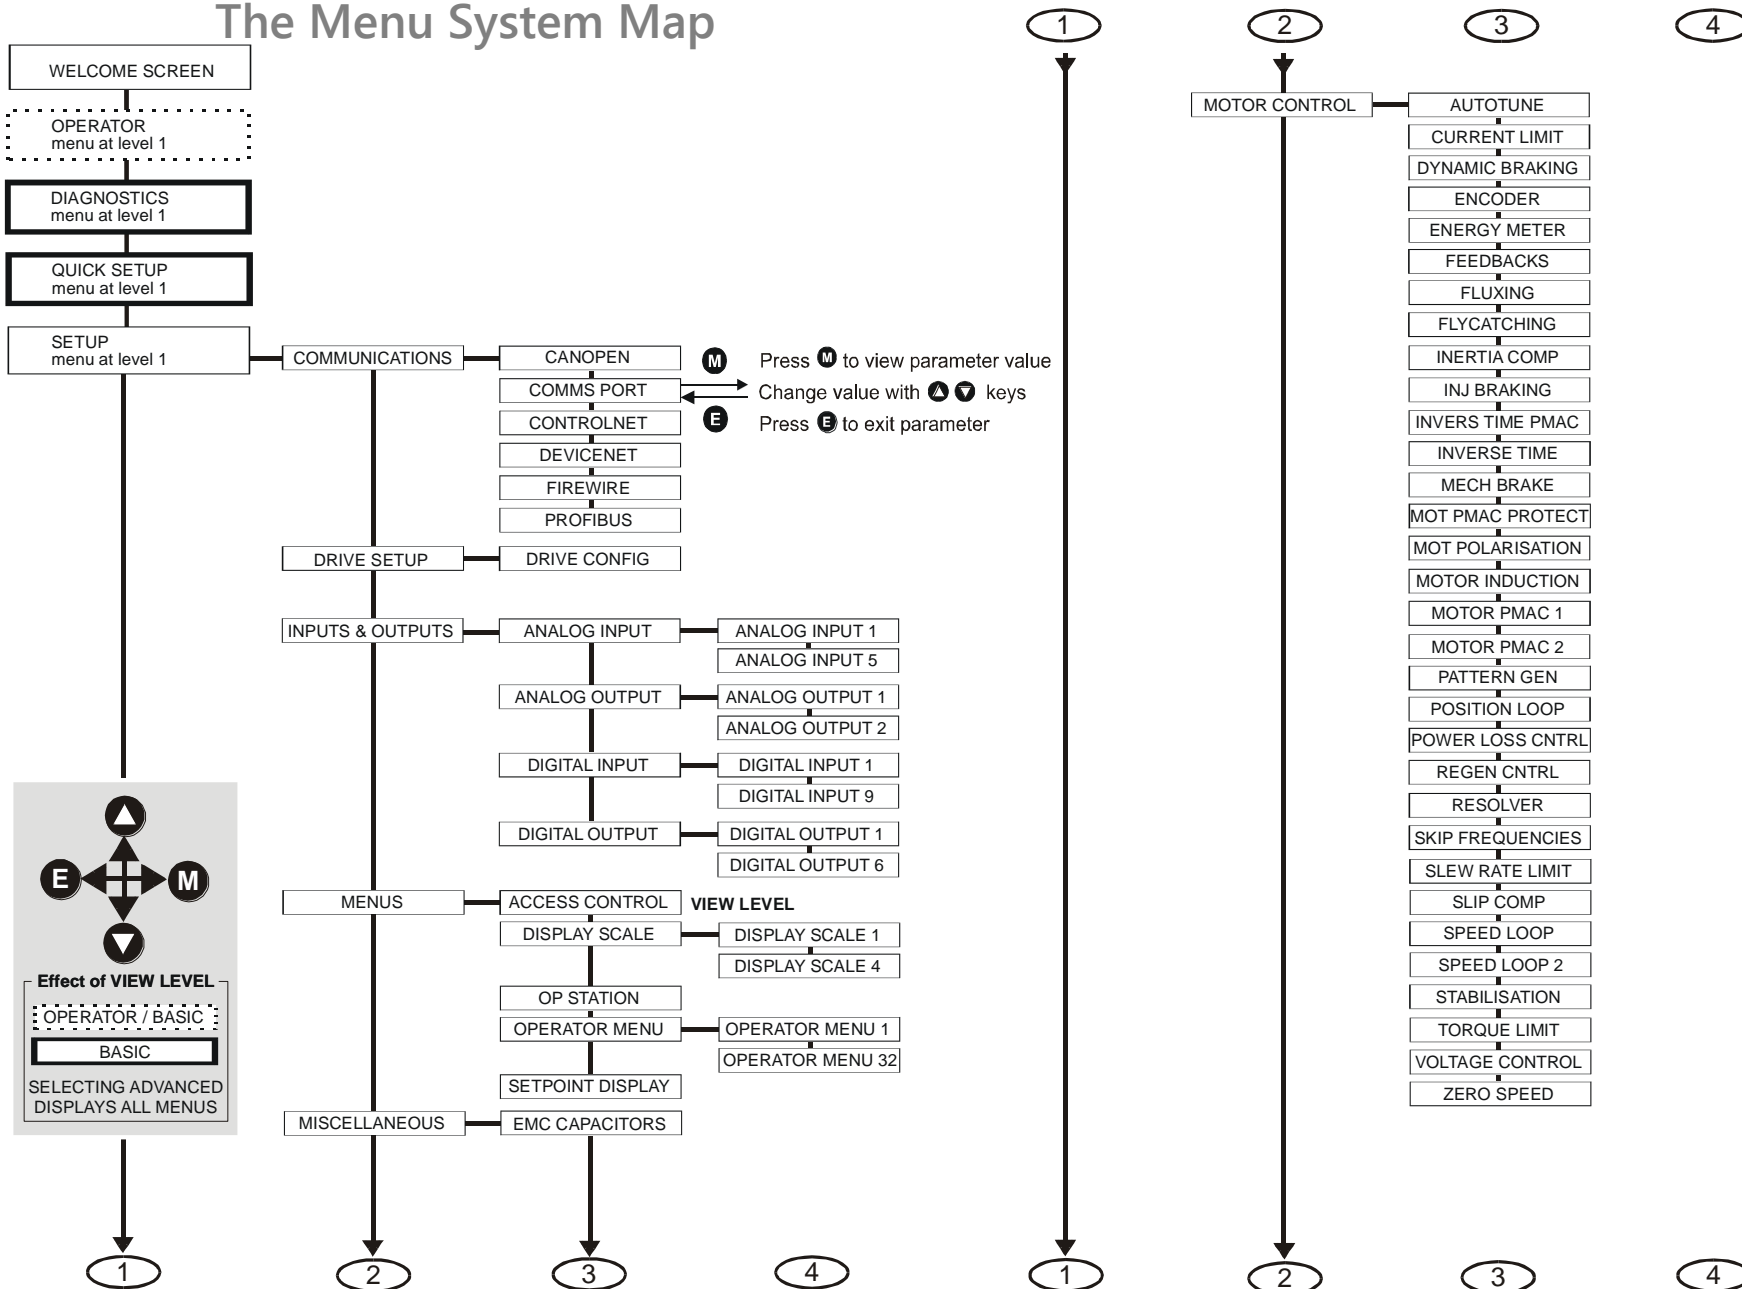 The Menu System Map
1
2
3
4
WELCOME SCREEN
OPERATOR
menu at level 1
DIAGNOSTICS
menu at level 1
QUICK SETUP
menu at level 1
SETUP
menu at level 1
COMMUNICATIONS
CANOPEN
COMMS PORT
CONTROLNET
DEVICENET
FIREWIRE
PROFIBUS
M Press M to view parameter value
Change value with keys
E Press E to exit parameter
DRIVE SETUP
DRIVE CONFIG
INPUTS & OUTPUTS
ANALOG INPUT
ANALOG INPUT 1
ANALOG INPUT 5
ANALOG OUTPUT
ANALOG OUTPUT 1
ANALOG OUTPUT 2
DIGITAL INPUT
DIGITAL INPUT 1
DIGITAL INPUT 9
DIGITAL OUTPUT
DIGITAL OUTPUT 1
DIGITAL OUTPUT 6
MENUS
ACCESS CONTROL
VIEW LEVEL
DISPLAY SCALE
DISPLAY SCALE 1
DISPLAY SCALE 4
OP STATION
OPERATOR MENU
OPERATOR MENU 1
OPERATOR MENU 32
SETPOINT DISPLAY
MISCELLANEOUS
EMC CAPACITORS
E
M
Effect of VIEW LEVEL
OPERATOR / BASIC
BASIC
SELECTING ADVANCED
DISPLAYS ALL MENUS
MOTOR CONTROL
AUTOTUNE
CURRENT LIMIT
DYNAMIC BRAKING
ENCODER
ENERGY METER
FEEDBACKS
FLUXING
FLYCATCHING
INERTIA COMP
INJ BRAKING
INVERS TIME PMAC
INVERSE TIME
MECH BRAKE
MOT PMAC PROTECT
MOT POLARISATION
MOTOR INDUCTION
MOTOR PMAC 1
MOTOR PMAC 2
PATTERN GEN
POSITION LOOP
POWER LOSS CNTRL
REGEN CNTRL
RESOLVER
SKIP FREQUENCIES
SLEW RATE LIMIT
SLIP COMP
SPEED LOOP
SPEED LOOP 2
STABILISATION
TORQUE LIMIT
VOLTAGE CONTROL
ZERO SPEED
1
2
3
4
1
2
3
4